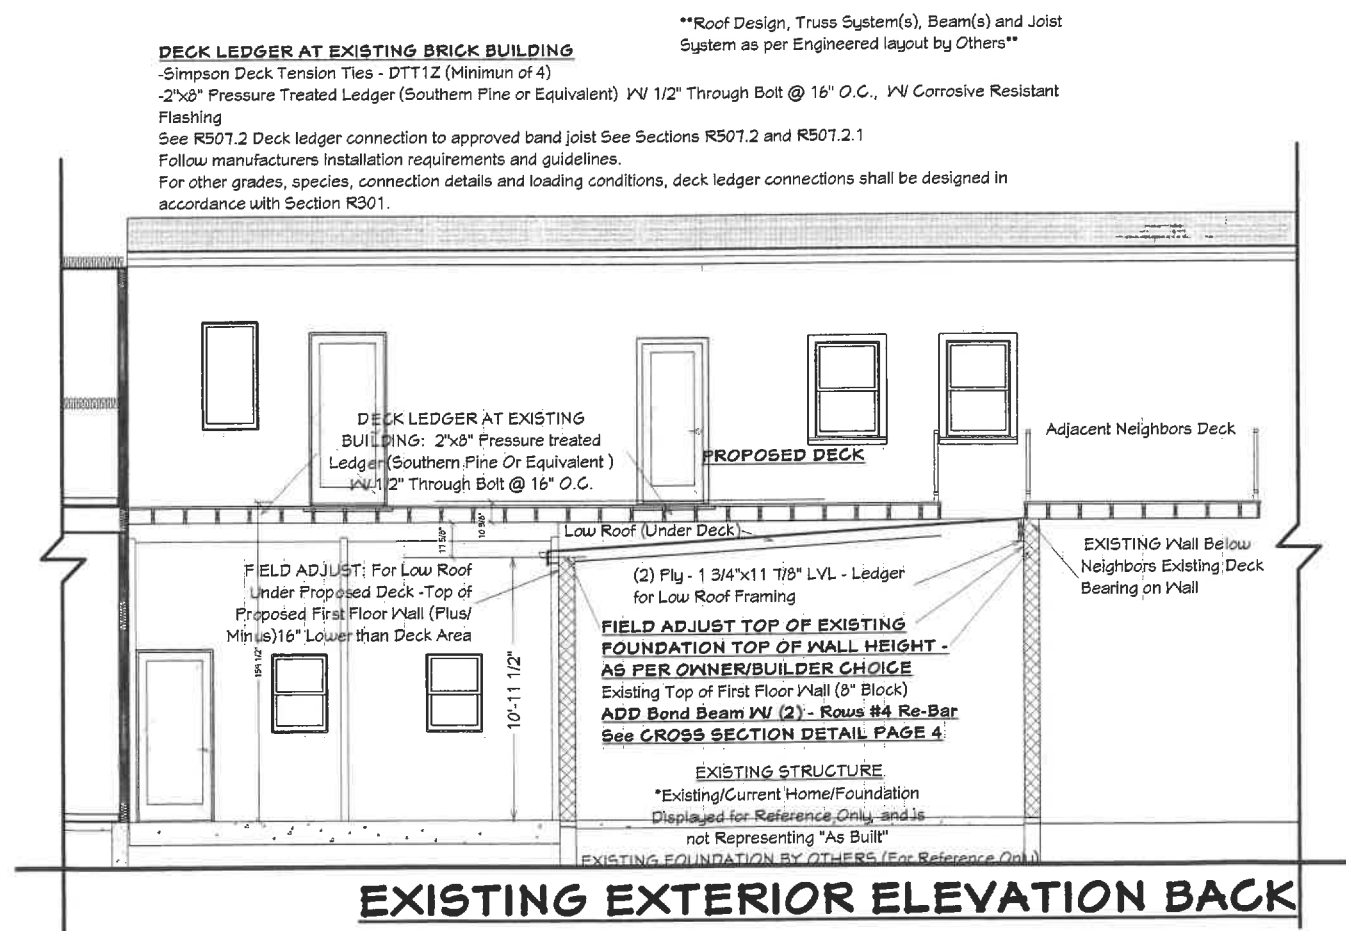 **Roof Design, Truss System(s), Beam(s) and Joist
System as per Engineered layout by Others**
DECK LEDGER AT EXISTING BRICK BUILDING
-Simpson Deck Tension Ties - DTT1Z (Minimun of 4)
-2"x8" Pressure Treated Ledger (Southern Pine or Equivalent) W/ 1/2" Through Bolt @ 16" O.C., W/ Corrosive Resistant
Flashing
See R507.2 Deck ledger connection to approved band joist See Sections R507.2 and R507.2.1
Follow manufacturers installation requirements and guidelines.
For other grades, species, connection details and loading conditions, deck ledger connections shall be designed in
accordance with Section R301.
DECK LEDGER AT EXISTING
BUILDING: 2"x8" Pressure treated
Ledger (Southern Pine Or Equivalent )
W/ 1/2" Through Bolt @ 16" O.C.
PROPOSED DECK
Adjacent Neighbors Deck
Low Roof (Under Deck)
17 5/8"
10 5/8"
FIELD ADJUST: For Low Roof
Under Proposed Deck -Top of
Proposed First Floor Wall (Plus/
Minus)16" Lower than Deck Area
159 1/2"
10'-11 1/2"
(2) Ply - 1 3/4"x11 7/8" LVL - Ledger
for Low Roof Framing
EXISTING Wall Below
Neighbors Existing Deck
Bearing on Wall
FIELD ADJUST TOP OF EXISTING
FOUNDATION TOP OF WALL HEIGHT -
AS PER OWNER/BUILDER CHOICE
Existing Top of First Floor Wall (8" Block)
ADD Bond Beam W/ (2) - Rows #4 Re-Bar
See CROSS SECTION DETAIL PAGE 4
EXISTING STRUCTURE
*Existing/Current Home/Foundation
Displayed for Reference Only, and is
not Representing "As Built"
EXISTING FOUNDATION BY OTHERS (For Reference Only)
EXISTING EXTERIOR ELEVATION BACK